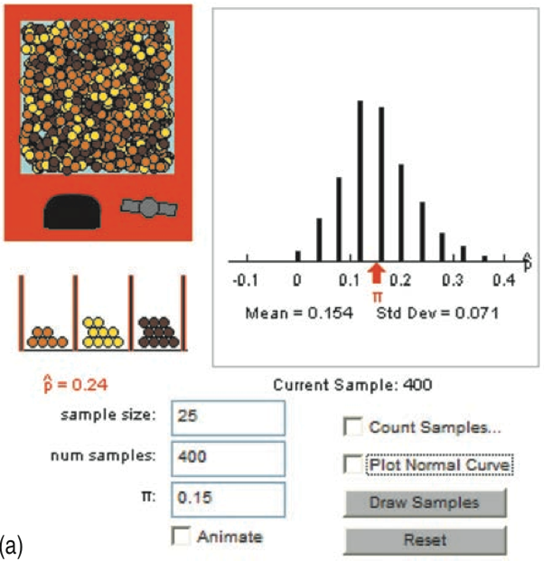 -0.1 0 0.1 0.2 0.3 0.4 p̂
π
Mean = 0.154 Std Dev = 0.071
p̂ = 0.24 Current Sample: 400
sample size: 25
Count Samples...
num samples: 400
Plot Normal Curve
π: 0.15
Draw Samples
(a) Animate
Reset